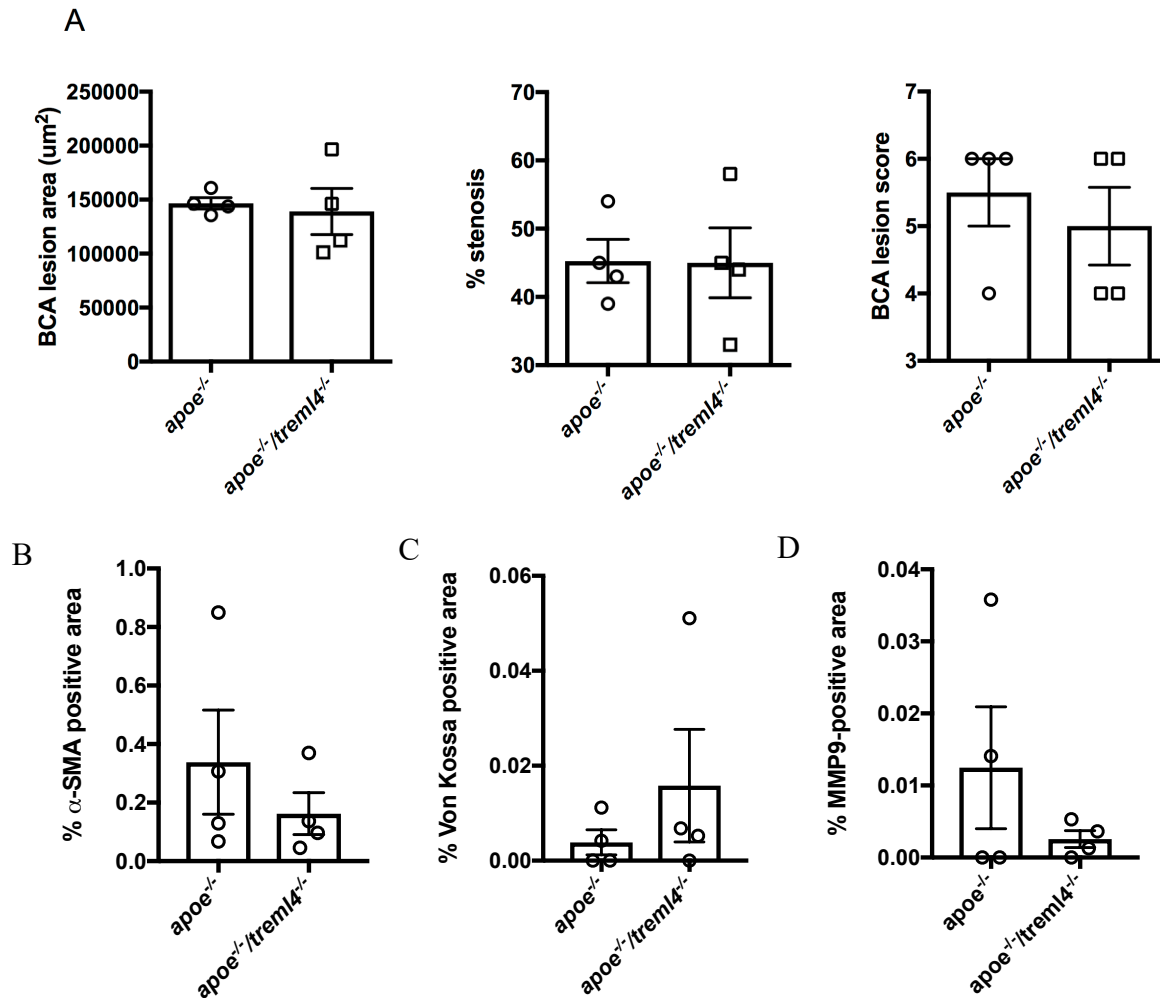 A
BCA lesion area (um²)
250000
200000
150000
100000
50000
0
apoe-/-
apoe-/-/treml4-/-
% stenosis
70
60
50
40
30
apoe-/-
apoe-/-/treml4-/-
BCA lesion score
7
6
5
4
3
apoe-/-
apoe-/-/treml4-/-
B
% α-SMA positive area
1.0
0.8
0.6
0.4
0.2
0.0
apoe-/-
apoe-/-/treml4-/-
C
% Von Kossa positive area
0.06
0.04
0.02
0.00
apoe-/-
apoe-/-/treml4-/-
D
% MMP9-positive area
0.04
0.03
0.02
0.01
0.00
apoe-/-
apoe-/-/treml4-/-